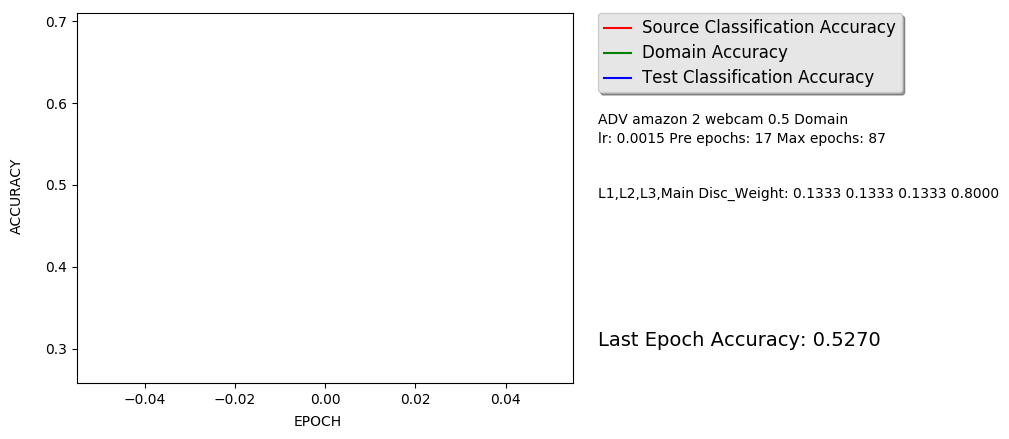 0.7
0.6
0.5
0.4
0.3
ACCURACY
−0.04 −0.02 0.00 0.02 0.04
EPOCH
Source Classification Accuracy
Domain Accuracy
Test Classification Accuracy
ADV amazon 2 webcam 0.5 Domain
lr: 0.0015 Pre epochs: 17 Max epochs: 87
L1,L2,L3,Main Disc_Weight: 0.1333 0.1333 0.1333 0.8000
Last Epoch Accuracy: 0.5270